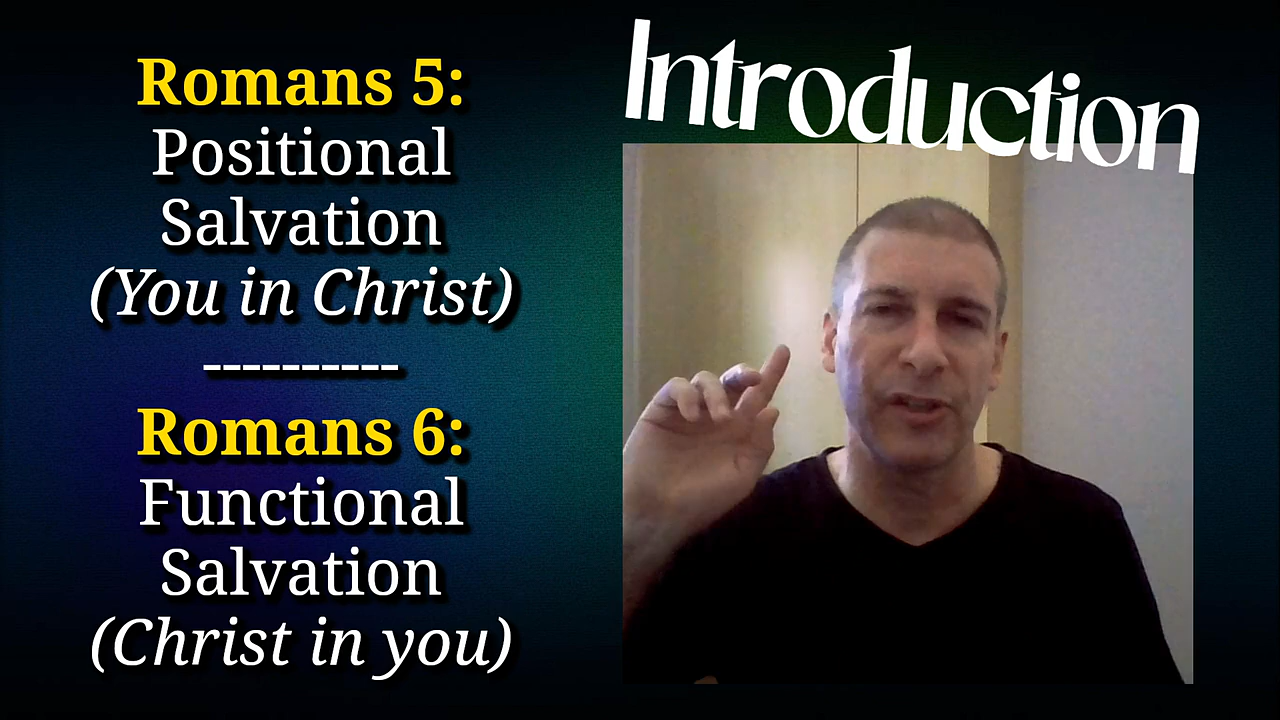 Romans 5:
Positional
Salvation
(You in Christ)
----------
Romans 6:
Functional
Salvation
(Christ in you)
Introduction